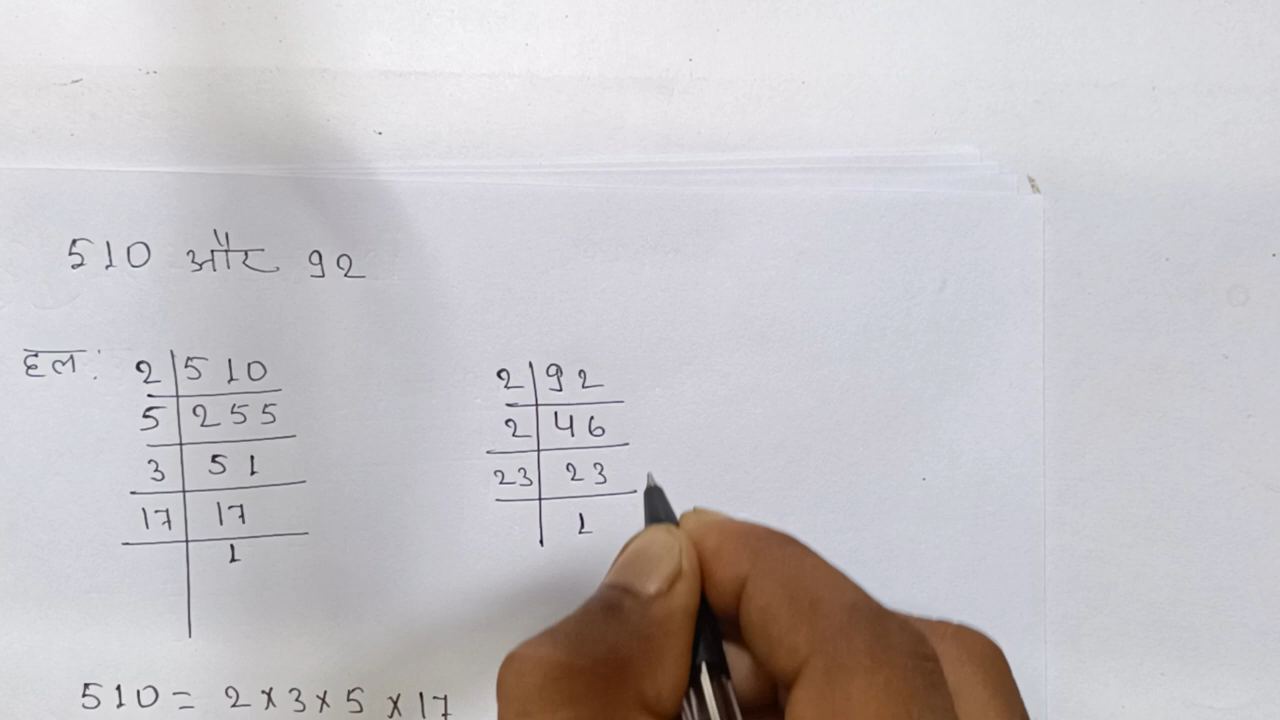 510 और 92
हल: 2 | 510
5 | 255
3 | 51
17 | 17
1
2 | 92
2 | 46
23 | 23
1
510 = 2 × 3 × 5 × 17